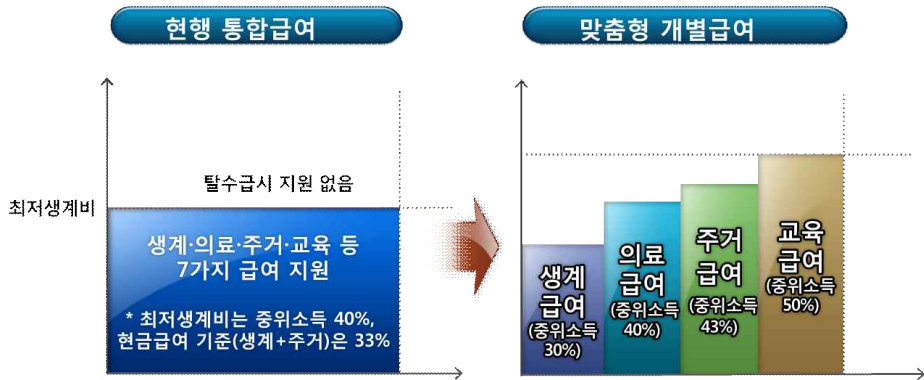 현행 통합급여
맞춤형 개별급여
탈수급시 지원 없음
최저생계비
생계·의료·주거·교육 등
7가지 급여 지원
* 최저생계비는 중위소득 40%,
현금급여 기준(생계+주거)은 33%
생계
급여
(중위소득
30%)
의료
급여
(중위소득
40%)
주거
급여
(중위소득
43%)
교육
급여
(중위소득
50%)